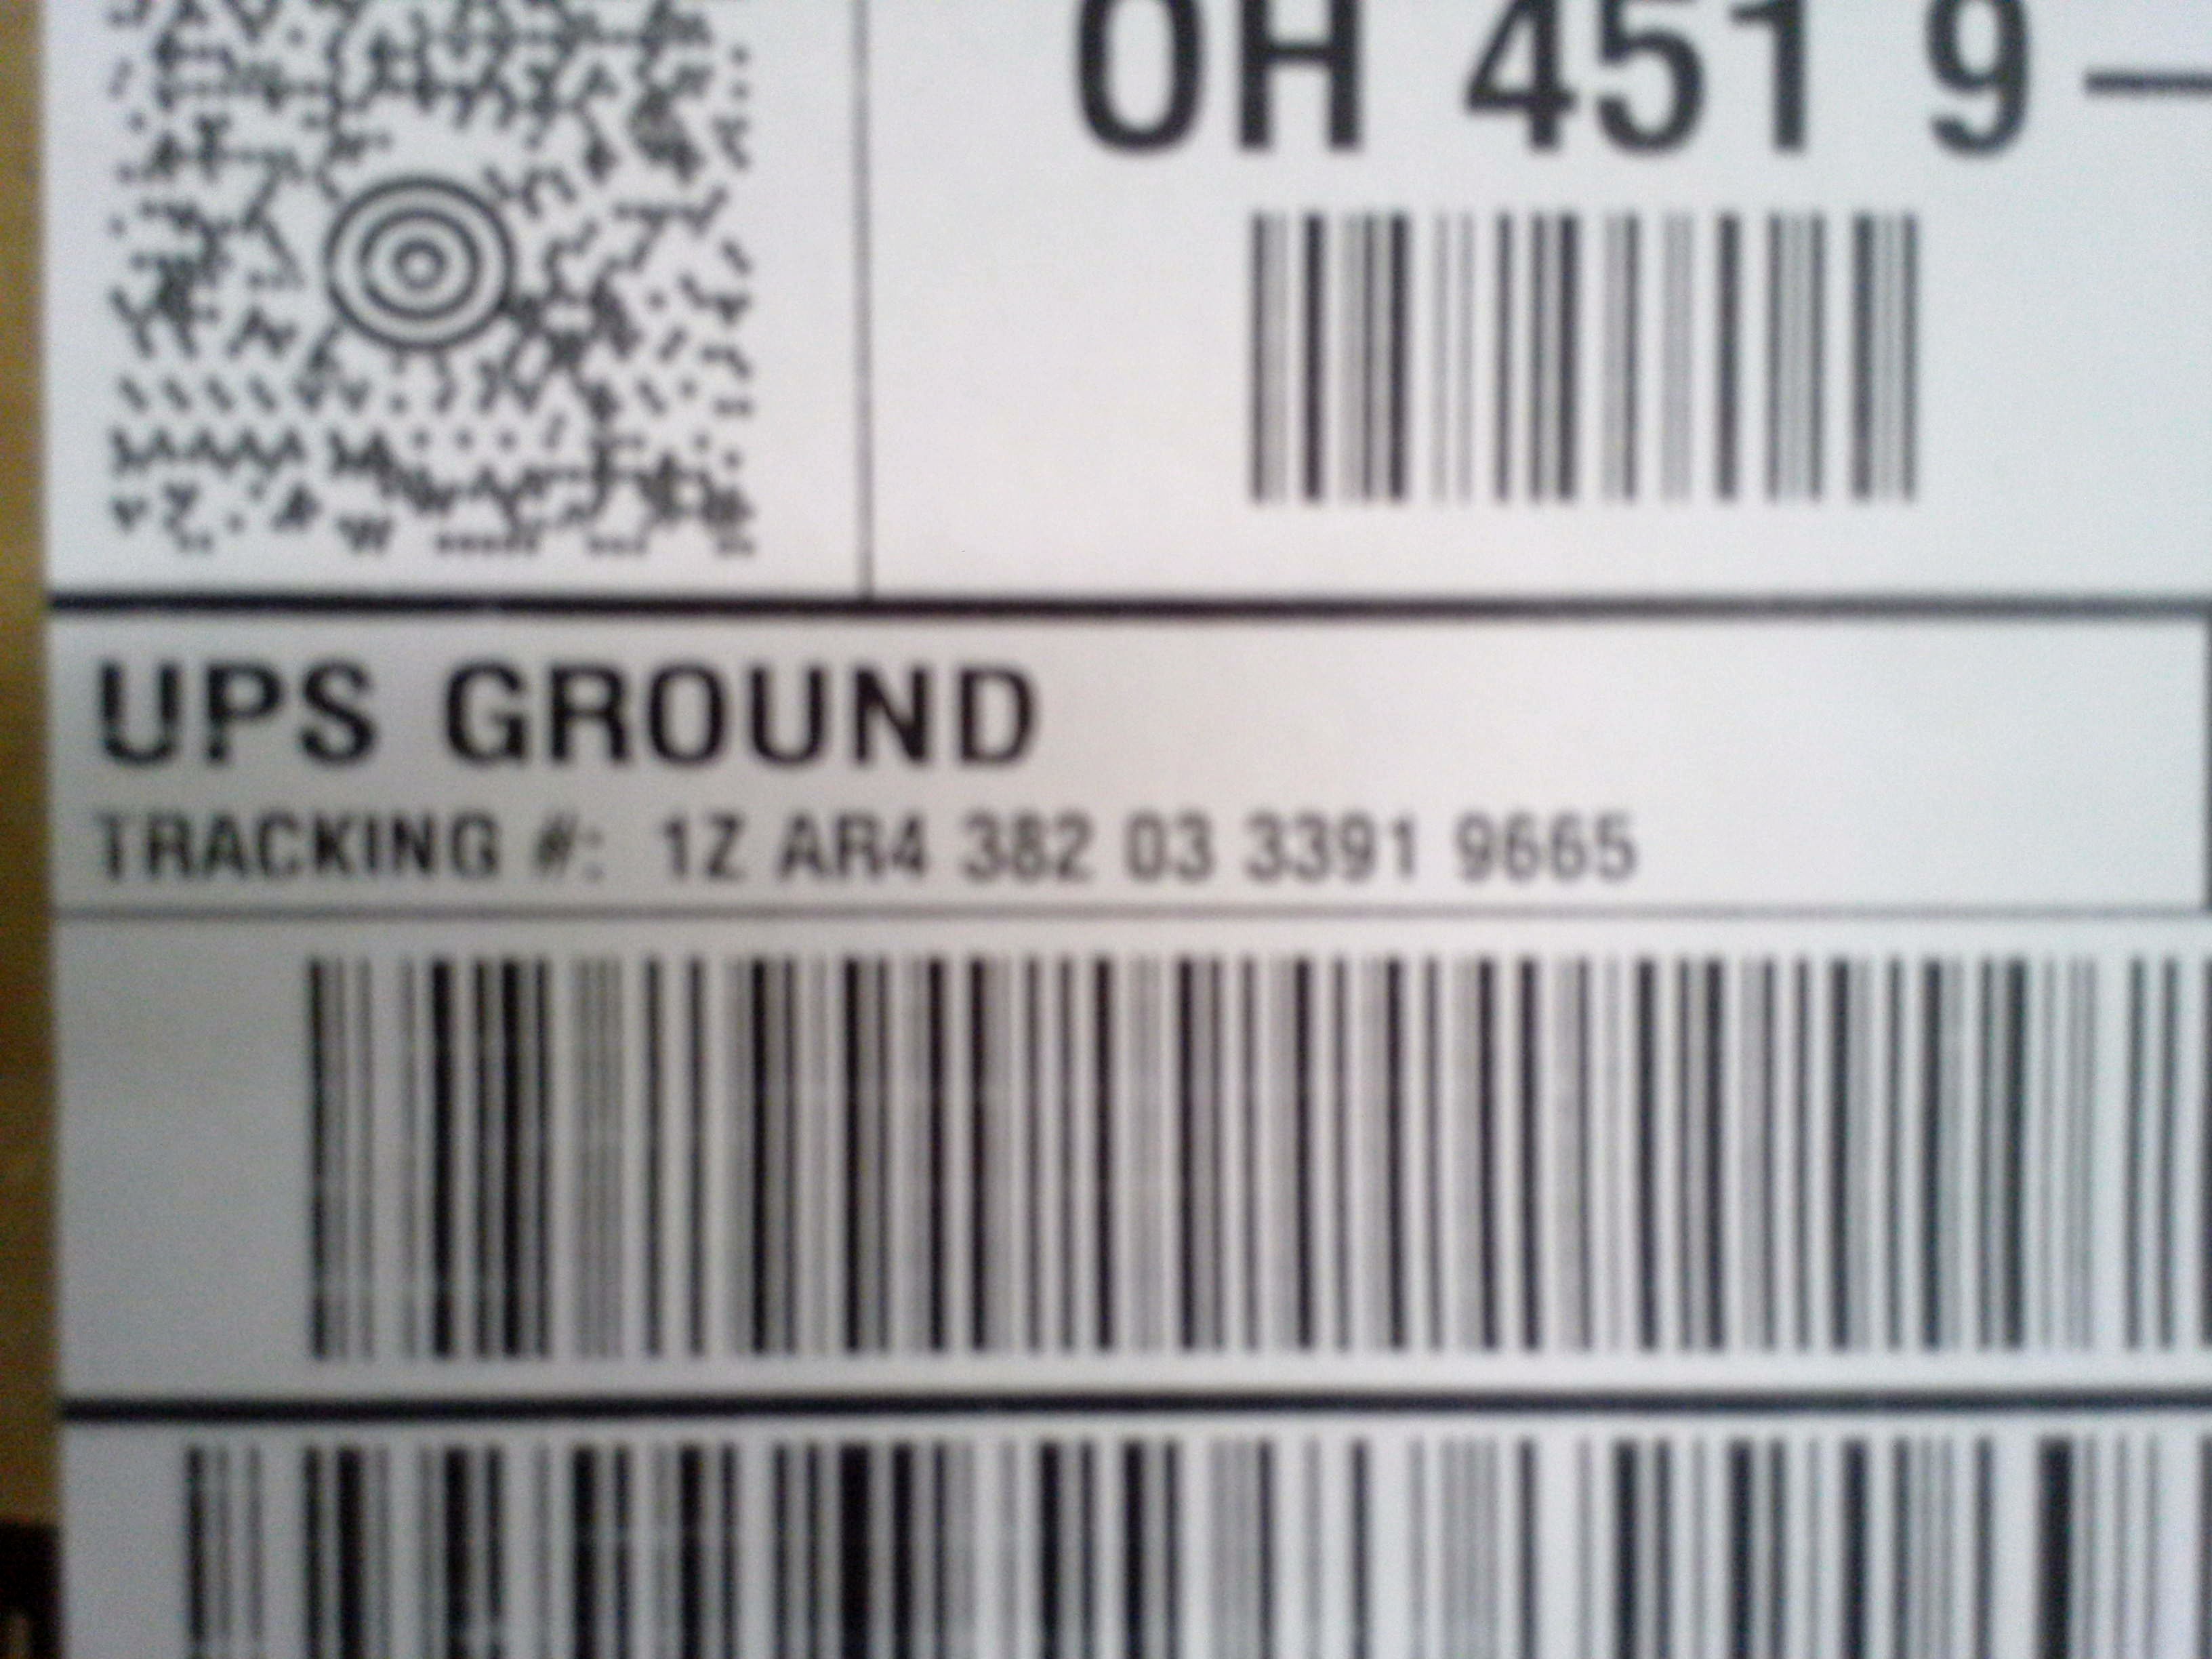 OH 451 9—
UPS GROUND
TRACKING #: 1Z AR4 382 03 3391 9665